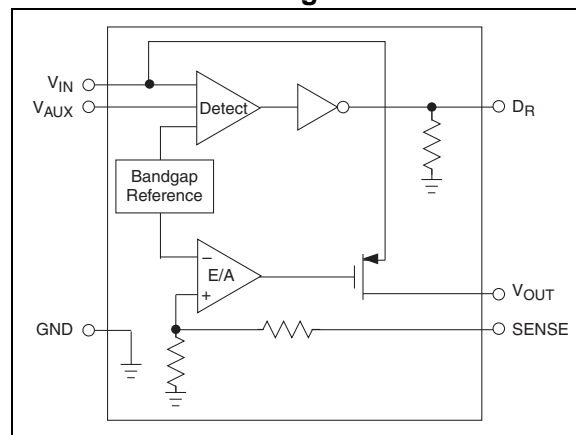 V_IN
V_AUX
Detect
D_R
Bandgap
Reference
−
E/A
+
V_OUT
GND
SENSE